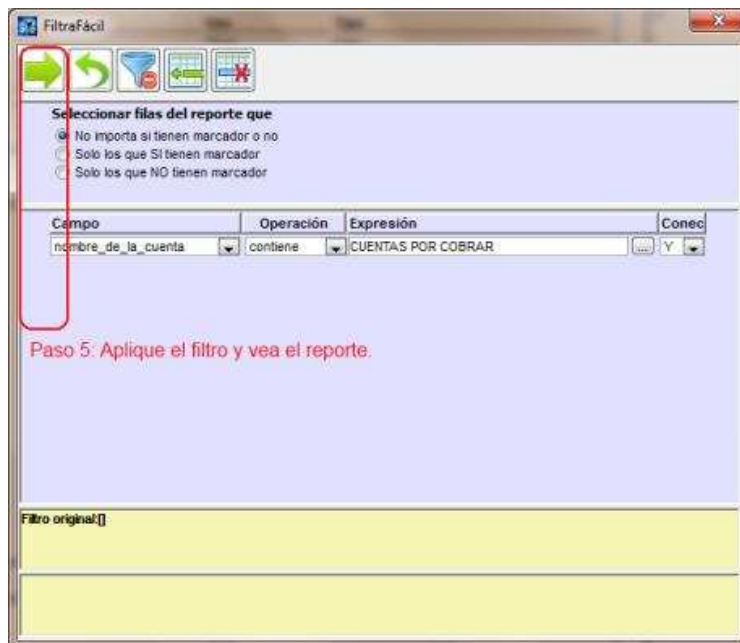 FiltraFácil
Seleccionar filas del reporte que
No importa si tienen marcador o no
Solo los que SI tienen marcador
Solo los que NO tienen marcador
Campo Operación Expresión Conec
nombre_de_la_cuenta contiene CUENTAS POR COBRAR ... Y
Paso 5: Aplique el filtro y vea el reporte.
Filtro original:[]